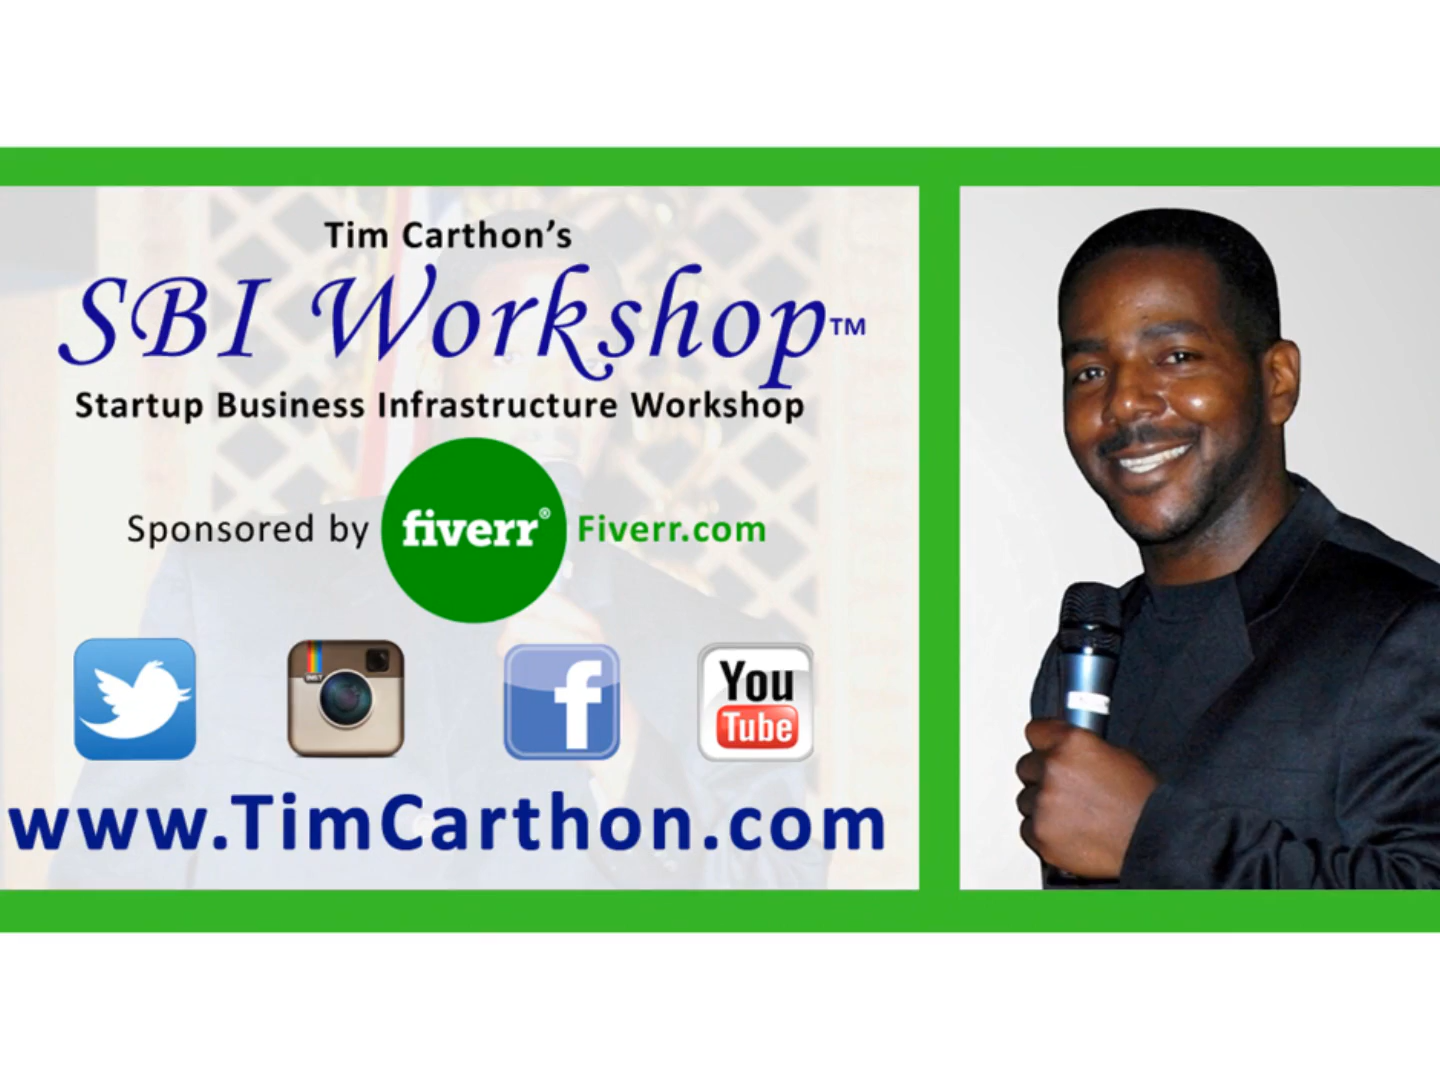 Tim Carthon's
SBI Workshop™
Startup Business Infrastructure Workshop
Sponsored by fiverr® Fiverr.com
You
Tube
www.TimCarthon.com